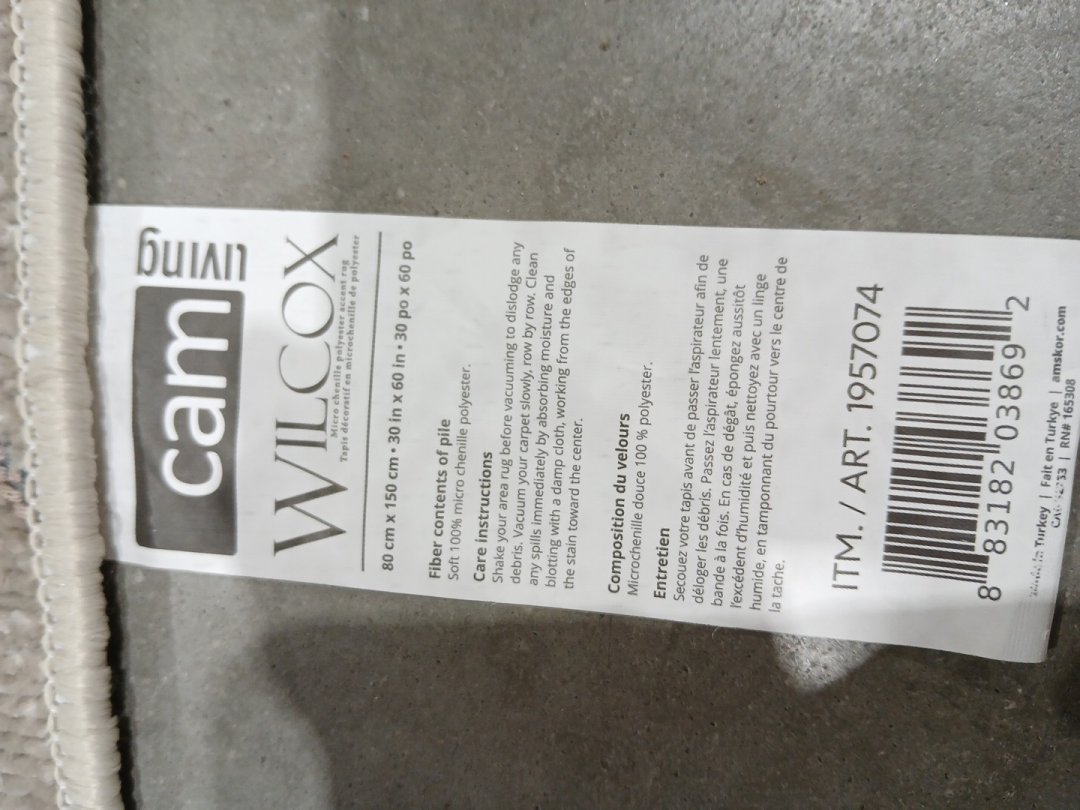 cam
living
WILCOX
Micro chenille polyester accent rug
Tapis décoratif en microchenille de polyester
80 cm x 150 cm • 30 in x 60 in • 30 po x 60 po
Fiber contents of pile
Soft 100% micro chenille polyester.
Care instructions
Shake your area rug before vacuuming to dislodge any
debris. Vacuum your carpet slowly, row by row. Clean
any spills immediately by absorbing moisture and
blotting with a damp cloth, working from the edges of
the stain toward the center.
Composition du velours
Microchenille douce 100 % polyester.
Entretien
Secouez votre tapis avant de passer l'aspirateur afin de
déloger les débris. Passez l'aspirateur lentement, une
bande à la fois. En cas de dégât, épongez aussitôt
l'excédent d'humidité et puis nettoyez avec un linge
humide, en tamponnant du pourtour vers le centre de
la tache.
ITM. / ART. 1957074
8 83182 03869 2
Made in Turkey | Fait en Turkye | amskor.com
RN# 165308